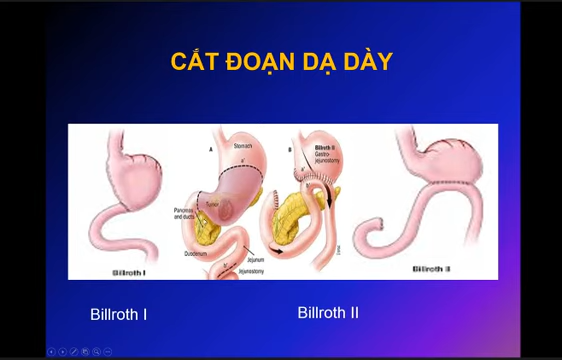 CẮT ĐOẠN DẠ DÀY
A
Stomach
a'
Tumor
Pancreas
and ducts
Duodenum
Jejunum
Jejunostomy
B
Billroth II
Gastro-
jejunostomy
Billroth I
Billroth II
Billroth I
Billroth II